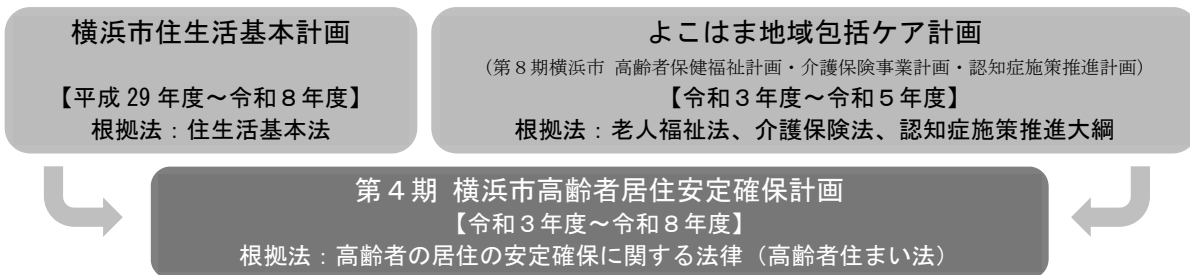 横浜市住生活基本計画
【平成 29 年度～令和８年度】
根拠法：住生活基本法
よこはま地域包括ケア計画
（第８期横浜市 高齢者保健福祉計画・介護保険事業計画・認知症施策推進計画）
【令和３年度～令和５年度】
根拠法：老人福祉法、介護保険法、認知症施策推進大綱
第４期 横浜市高齢者居住安定確保計画
【令和３年度～令和８年度】
根拠法：高齢者の居住の安定確保に関する法律（高齢者住まい法）